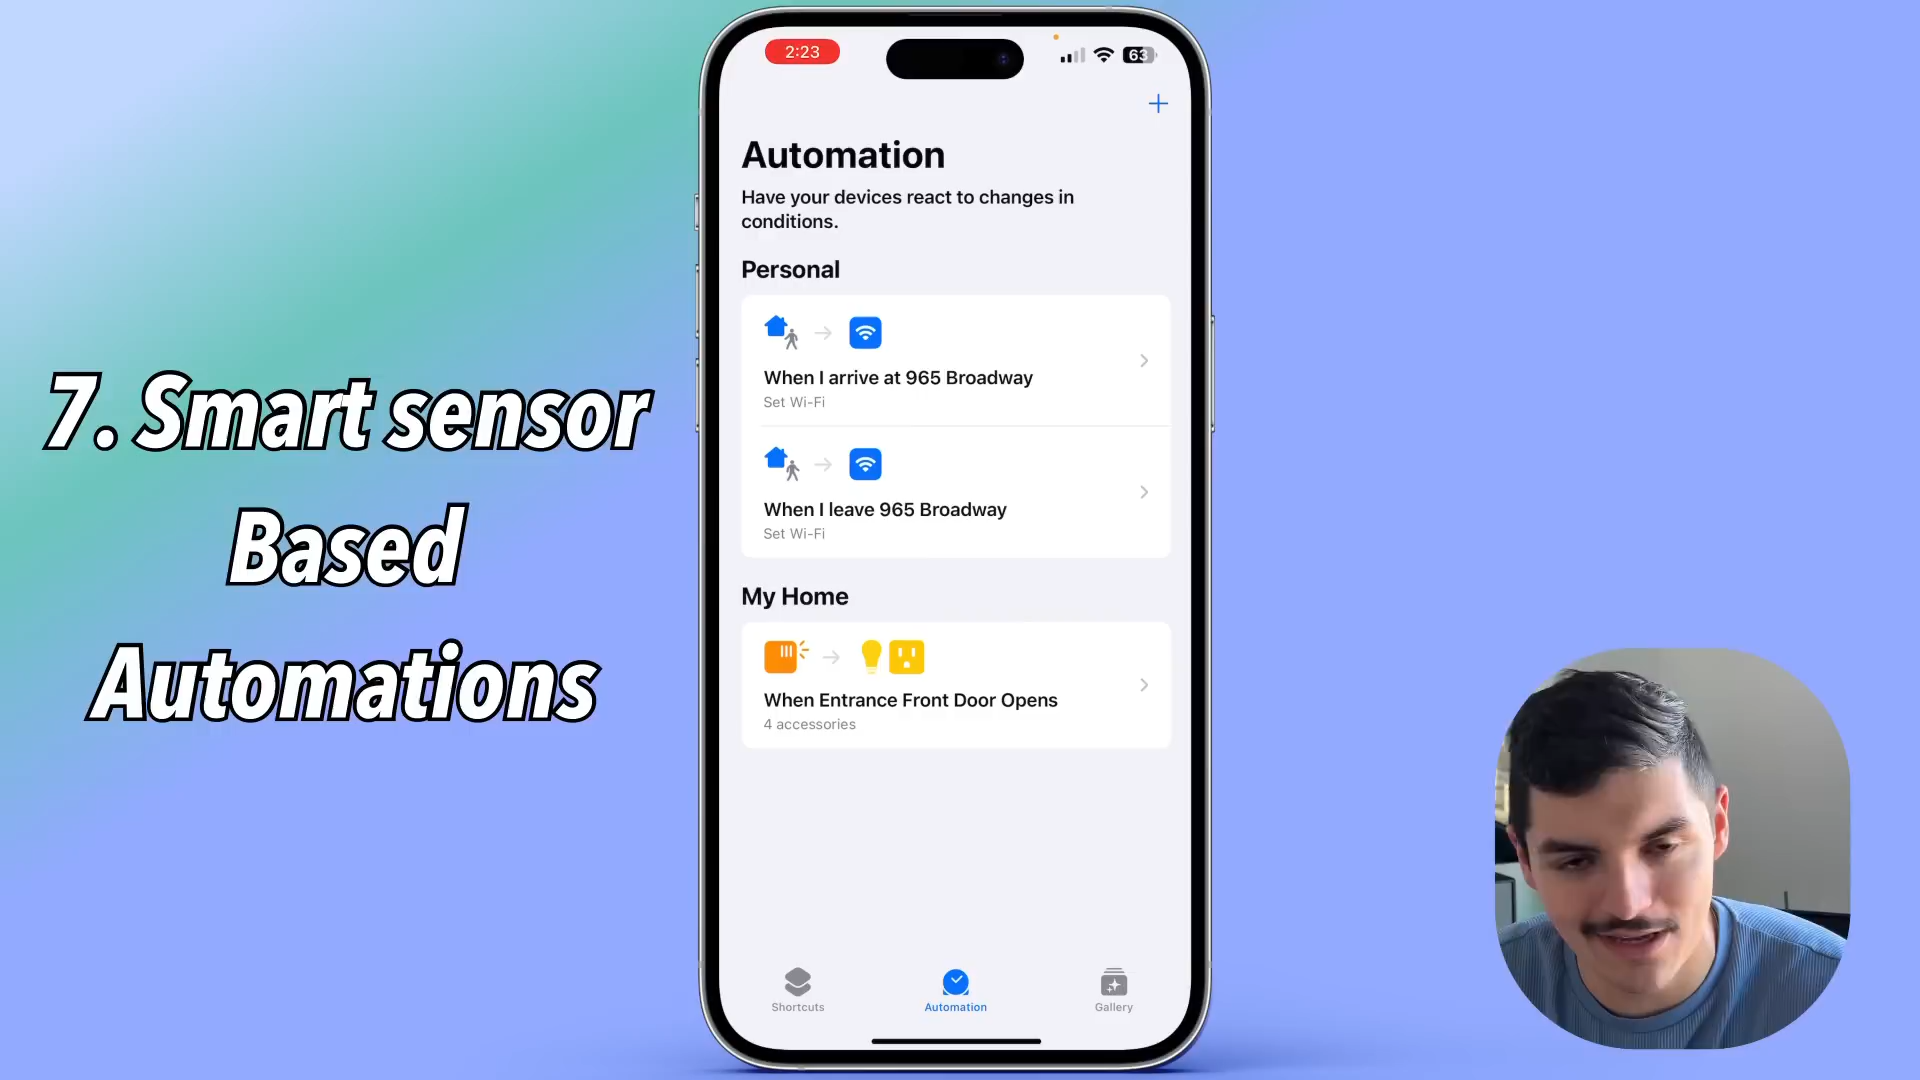 7. Smart sensor
Based
Automations
2:23
63
Automation
Have your devices react to changes in
conditions.
Personal
When I arrive at 965 Broadway
Set Wi-Fi
When I leave 965 Broadway
Set Wi-Fi
My Home
When Entrance Front Door Opens
4 accessories
Shortcuts
Automation
Gallery